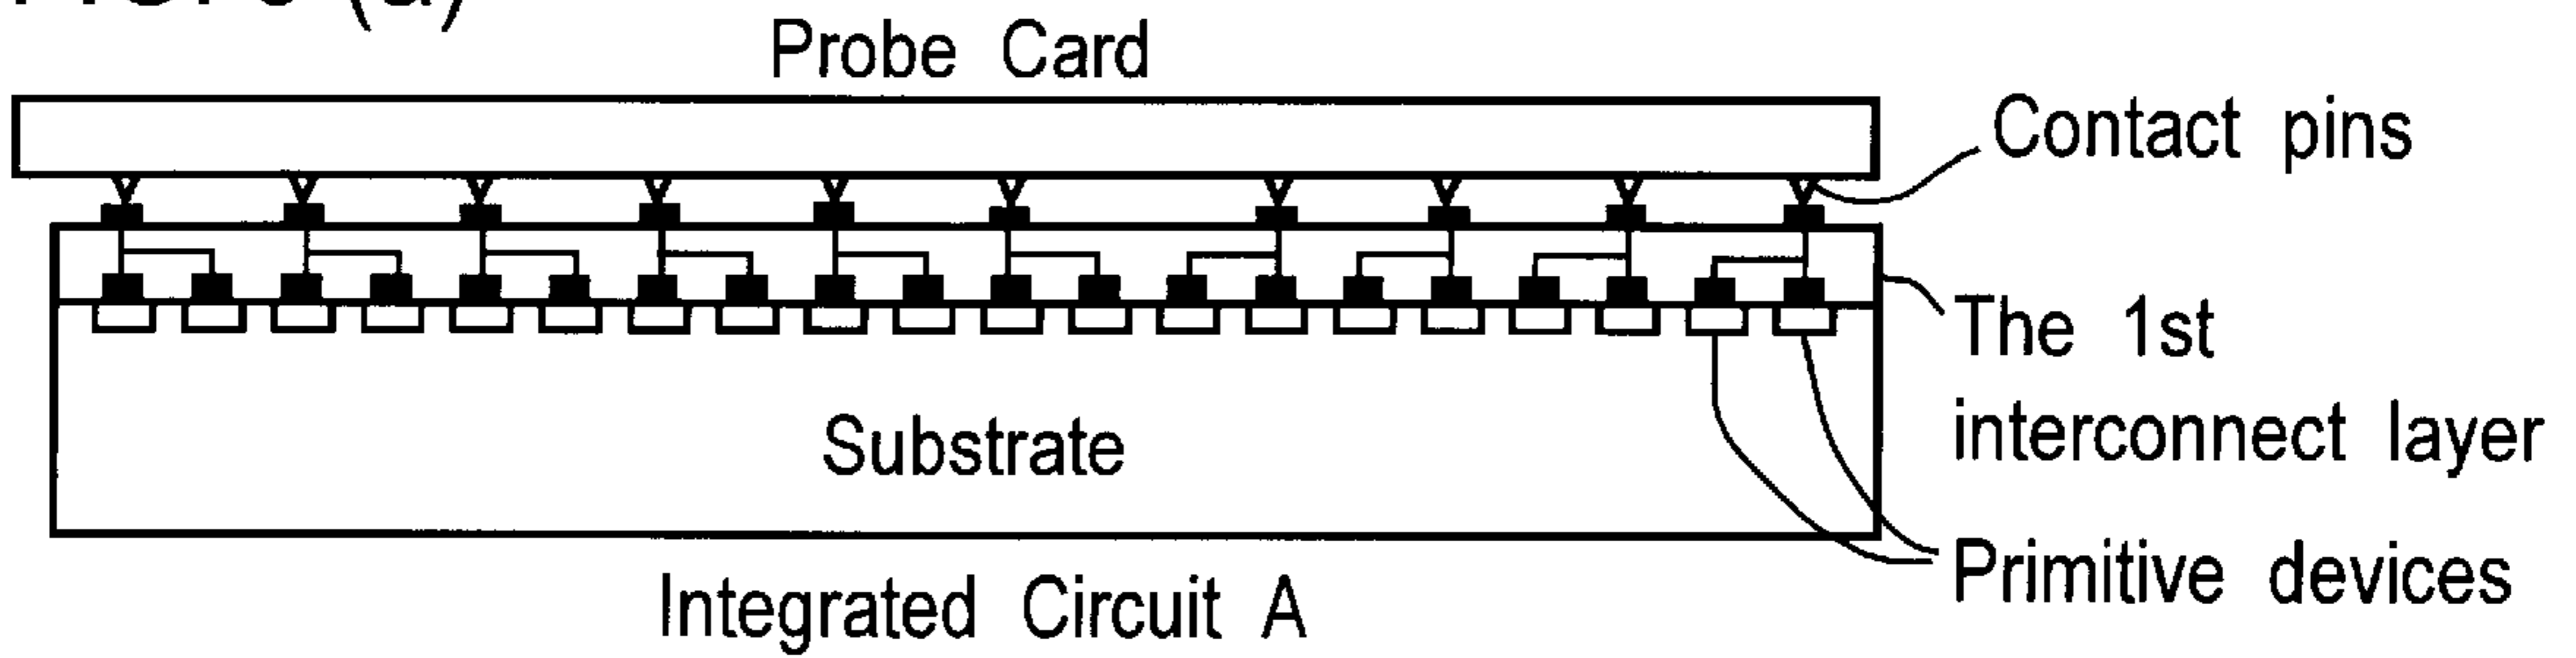 Probe Card
Contact pins
The 1st
interconnect layer
Substrate
Primitive devices
Integrated Circuit A